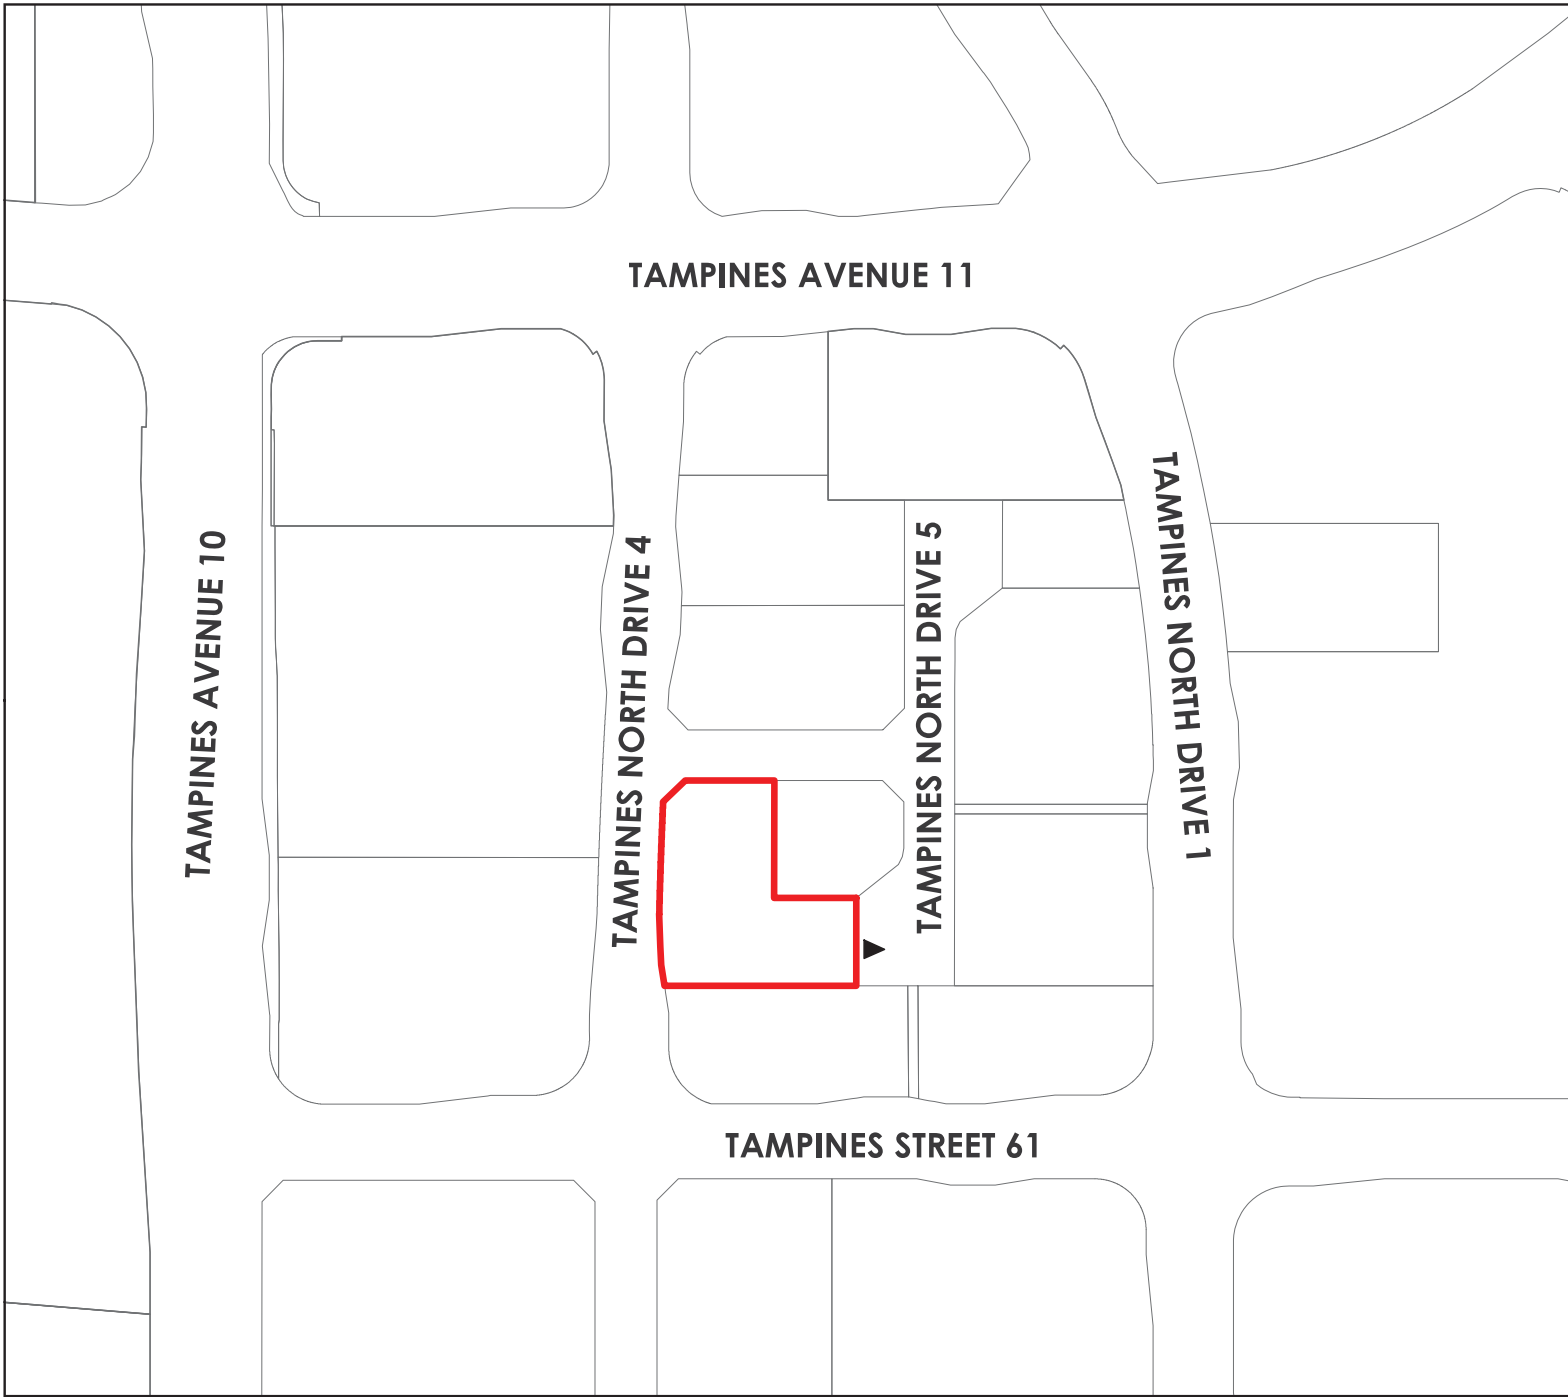 TAMPINES AVENUE 11
TAMPINES AVENUE 10
TAMPINES NORTH DRIVE 4
TAMPINES NORTH DRIVE 5
TAMPINES NORTH DRIVE 1
TAMPINES STREET 61